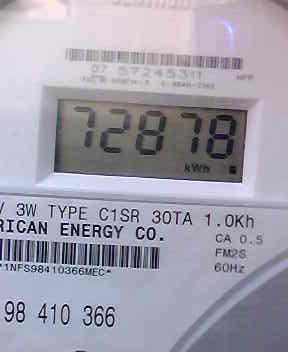 07 57245311
72878
kWh
V 3W TYPE C1SR 30TA 1.0Kh
RICAN ENERGY CO.
CA 0.5
FM2S
60Hz
*1NFS98410366MEC*
98 410 366